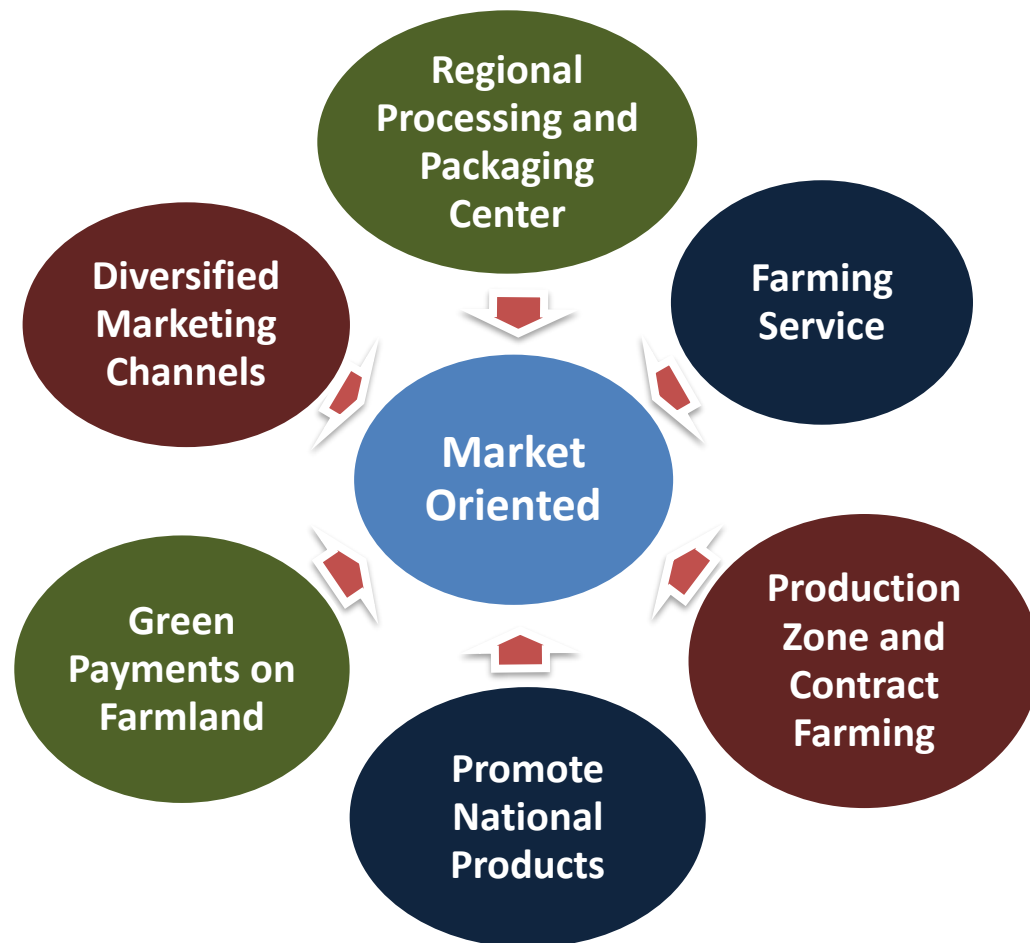 Regional
Processing and
Packaging
Center
Farming
Service
Diversified
Marketing
Channels
Market
Oriented
Production
Zone and
Contract
Farming
Green
Payments on
Farmland
Promote
National
Products